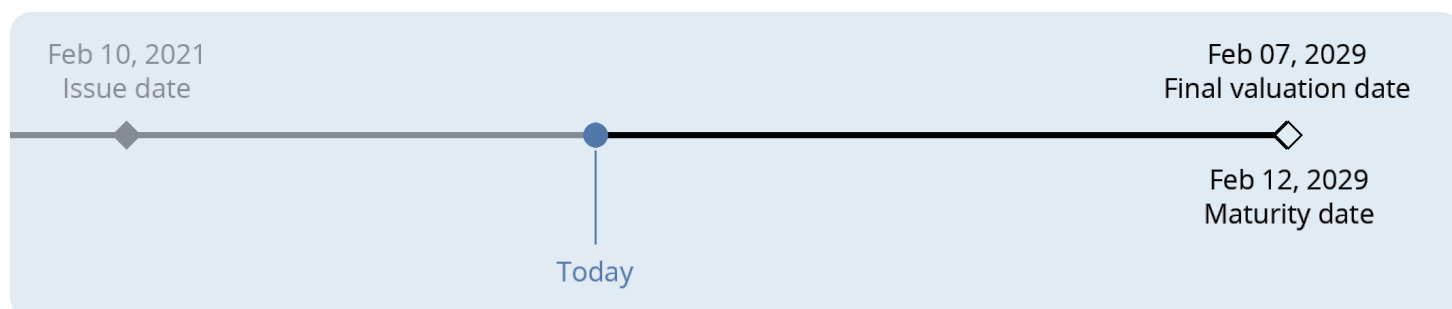 Feb 10, 2021
Issue date
Feb 07, 2029
Final valuation date
Feb 12, 2029
Maturity date
Today